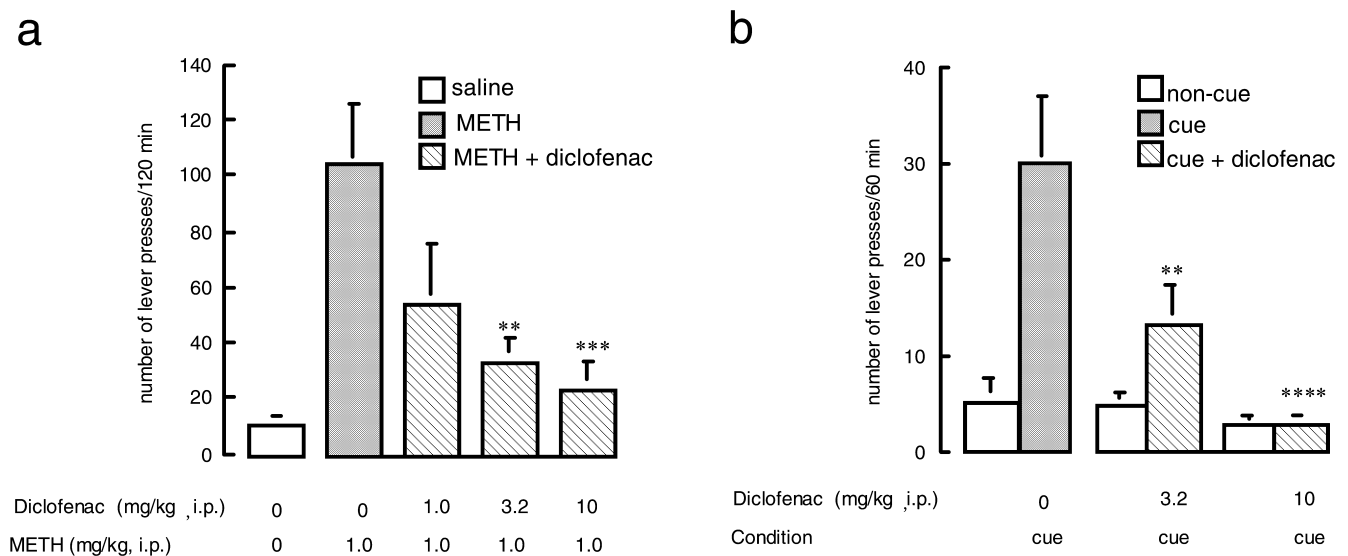 a
number of lever presses/120 min
140
120
100
80
60
40
20
0
saline
METH
METH + diclofenac
**
***
Diclofenac (mg/kg ,i.p.) 0 0 1.0 3.2 10
METH (mg/kg, i.p.) 0 1.0 1.0 1.0 1.0
b
number of lever presses/60 min
40
30
20
10
0
non-cue
cue
cue + diclofenac
**
****
Diclofenac (mg/kg ,i.p.) 0 3.2 10
Condition cue cue cue